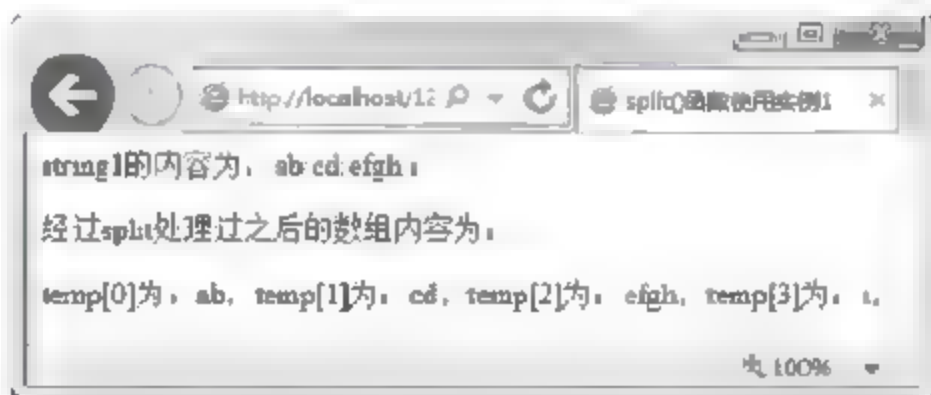 http://localhost/12
split()函数使用实例1
string1的内容为：ab:cd:efgh:
经过split处理过之后的数组内容为：
temp[0]为：ab, temp[1]为：cd, temp[2]为：efgh, temp[3]为：
100%